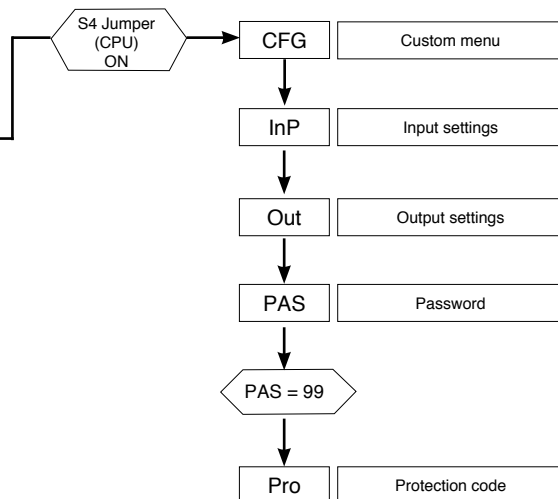 S4 Jumper
(CPU)
ON
CFG
Custom menu
InP
Input settings
Out
Output settings
PAS
Password
PAS = 99
Pro
Protection code